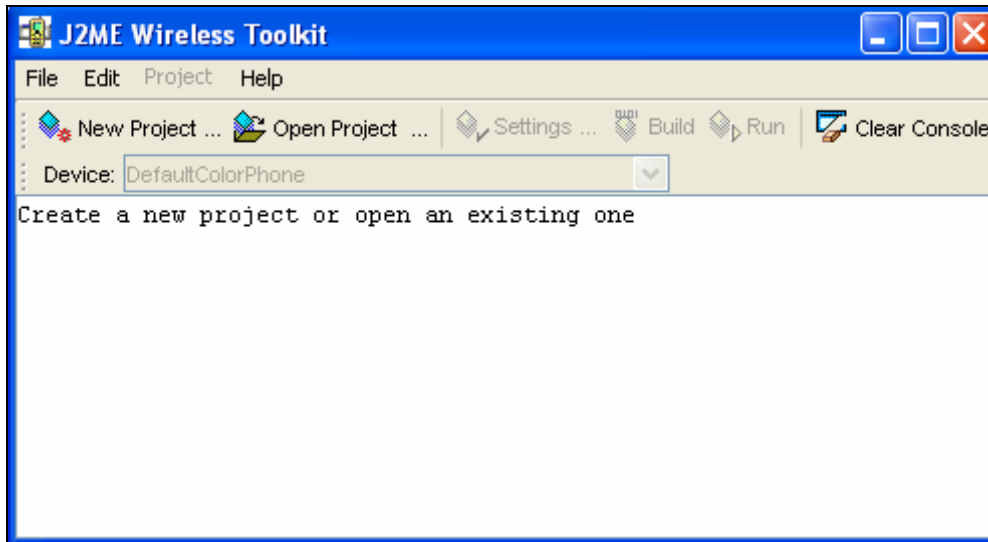 J2ME Wireless Toolkit
File Edit Project Help
New Project ... Open Project ... Settings ... Build Run Clear Console
Device: DefaultColorPhone
Create a new project or open an existing one